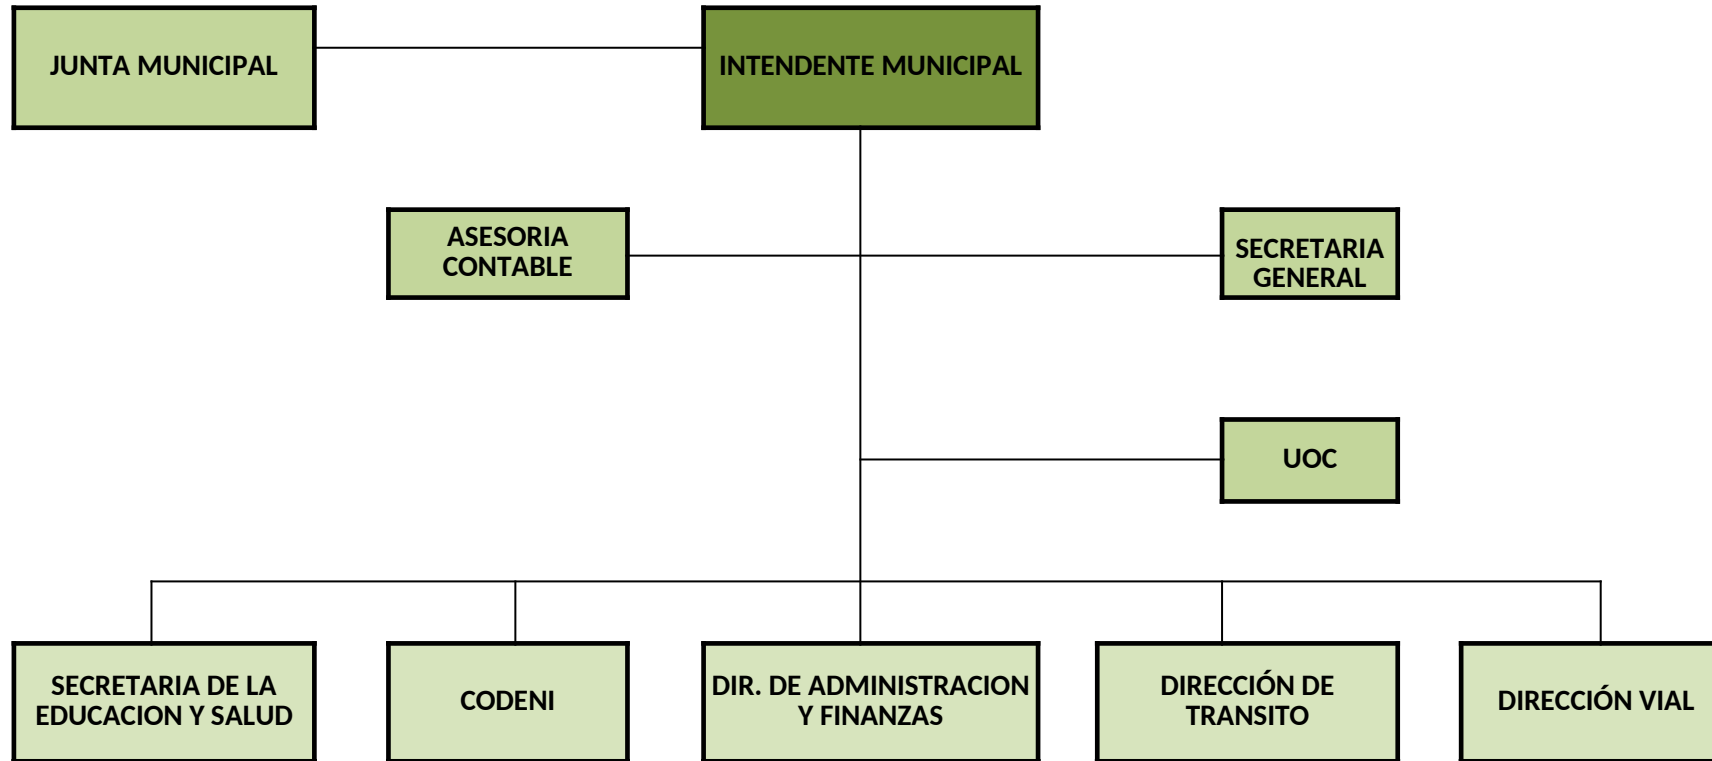 JUNTA MUNICIPAL
INTENDENTE MUNICIPAL
ASESORIA
CONTABLE
SECRETARIA
GENERAL
UOC
SECRETARIA DE LA
EDUCACION Y SALUD
CODENI
DIR. DE ADMINISTRACION
Y FINANZAS
DIRECCIÓN DE
TRANSITO
DIRECCIÓN VIAL